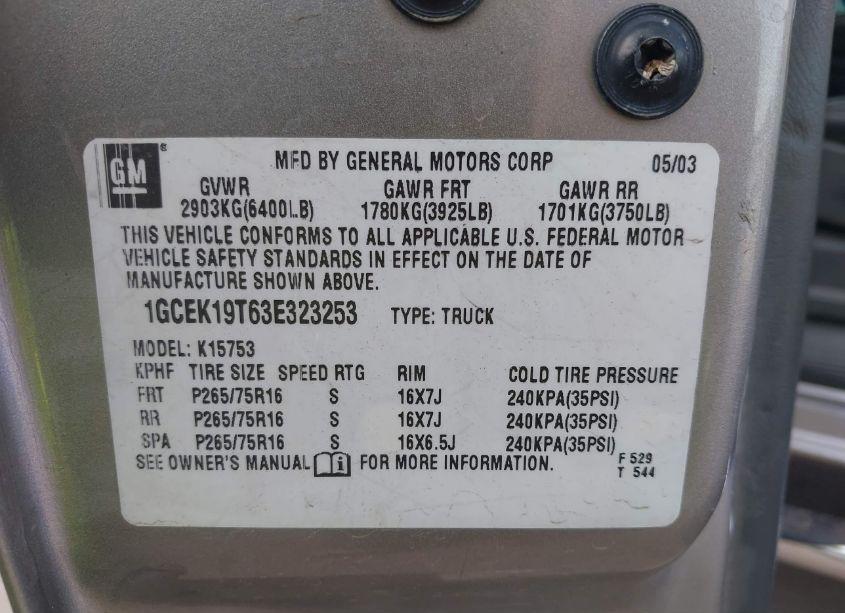 GM ® MFD BY GENERAL MOTORS CORP 05/03
GVWR GAWR FRT GAWR RR
2903KG(6400LB) 1780KG(3925LB) 1701KG(3750LB)
THIS VEHICLE CONFORMS TO ALL APPLICABLE U.S. FEDERAL MOTOR
VEHICLE SAFETY STANDARDS IN EFFECT ON THE DATE OF
MANUFACTURE SHOWN ABOVE.
1GCEK19T63E323253 TYPE: TRUCK
MODEL: K15753
KPHF TIRE SIZE SPEED RTG RIM COLD TIRE PRESSURE
FRT P265/75R16 S 16X7J 240KPA(35PSI)
RR P265/75R16 S 16X7J 240KPA(35PSI)
SPA P265/75R16 S 16X6.5J 240KPA(35PSI)
SEE OWNER'S MANUAL i FOR MORE INFORMATION. F 529
T 544